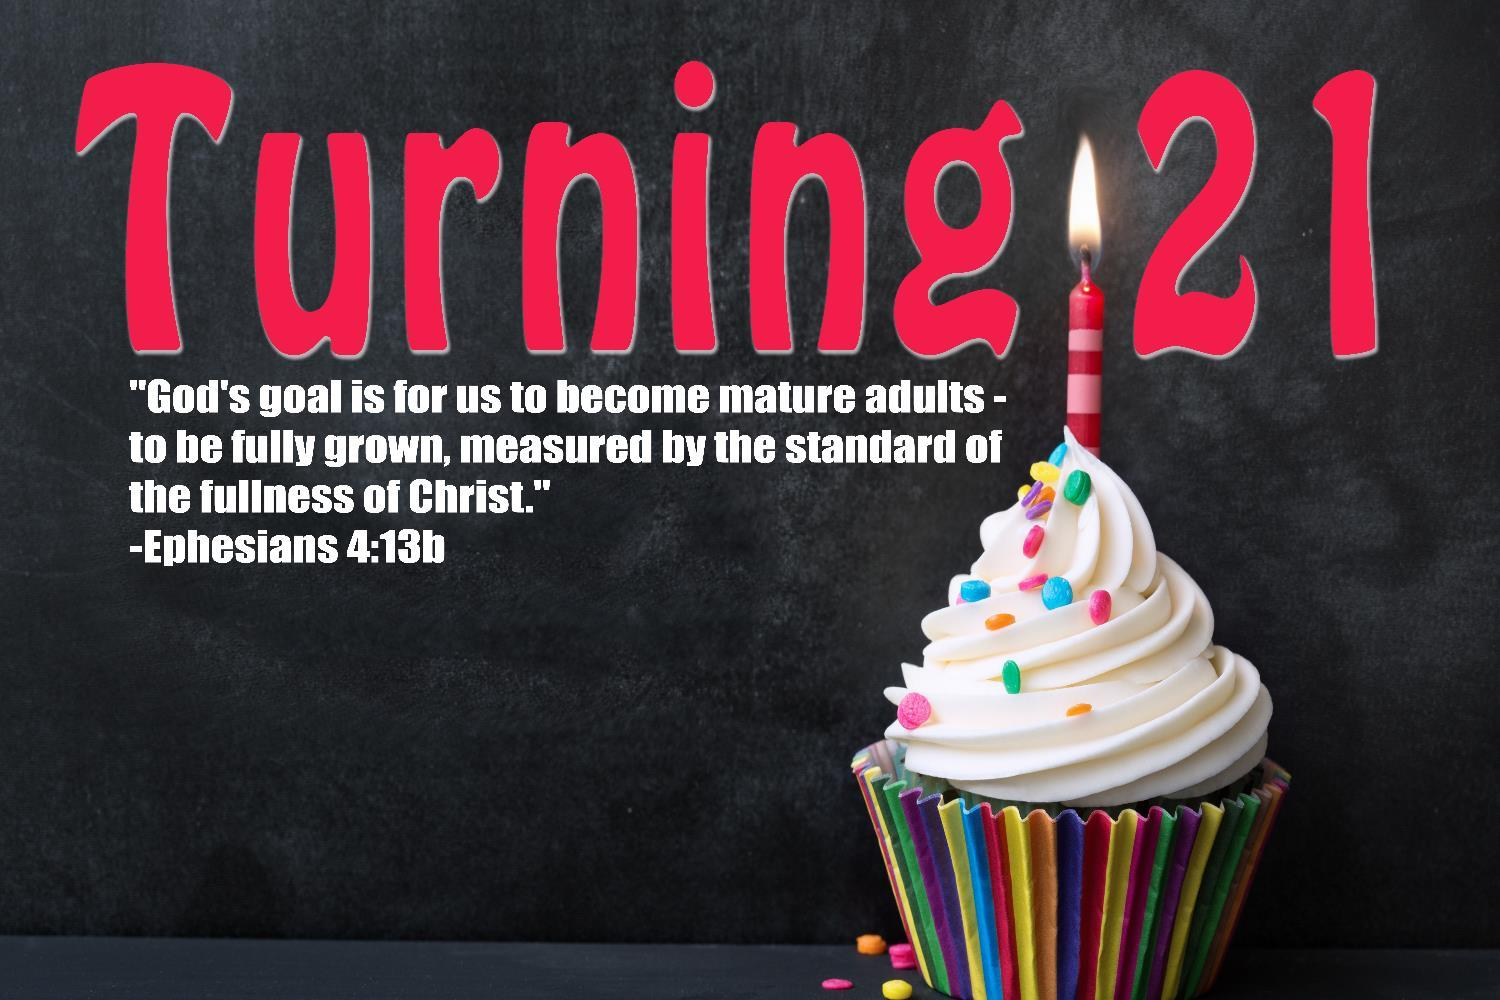 Turning 21
"God's goal is for us to become mature adults -
to be fully grown, measured by the standard of
the fullness of Christ."
-Ephesians 4:13b